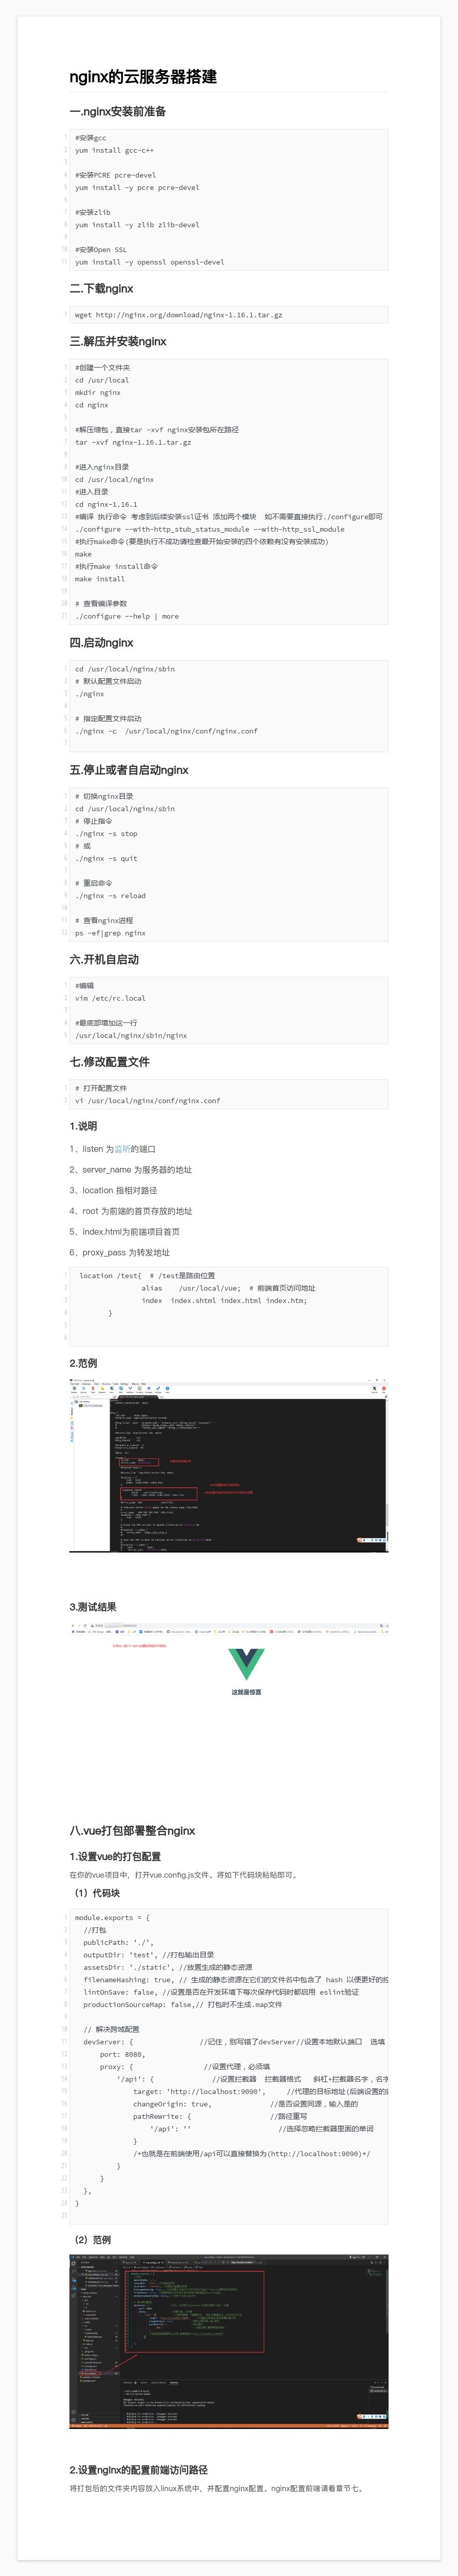 nginx的云服务器搭建
一.nginx安装前准备
1 #安装gcc
2 yum install gcc-c++
3
4 #安装PCRE pcre-devel
5 yum install -y pcre pcre-devel
6
7 #安装zlib
8 yum install -y zlib zlib-devel
9
10 #安装Open SSL
11 yum install -y openssl openssl-devel
二.下载nginx
1 wget http://nginx.org/download/nginx-1.16.1.tar.gz
三.解压并安装nginx
1 #创建一个文件夹
2 cd /usr/local
3 mkdir nginx
4 cd nginx
5
6 #解压缩包，直接tar -xvf nginx安装包所在路径
7 tar -xvf nginx-1.16.1.tar.gz
8
9 #进入nginx目录
10 cd /usr/local/nginx
11 #进入目录
12 cd nginx-1.16.1
13 #编译 执行命令 考虑到后续安装ssl证书 添加两个模块  如不需要直接执行./configure即可
14 ./configure --with-http_stub_status_module --with-http_ssl_module
15 #执行make命令(要是执行不成功请检查最开始安装的四个依赖有没有安装成功)
16 make
17 #执行make install命令
18 make install
19
20 # 查看编译参数
21 ./configure --help | more
四.启动nginx
1 cd /usr/local/nginx/sbin
2 # 默认配置文件启动
3 ./nginx
4
5 # 指定配置文件启动
6 ./nginx -c  /usr/local/nginx/conf/nginx.conf
7
五.停止或者自启动nginx
1 # 切换nginx目录
2 cd /usr/local/nginx/sbin
3 # 停止指令
4 ./nginx -s stop
5 # 或
6 ./nginx -s quit
7
8 # 重启命令
9 ./nginx -s reload
10
11 # 查看nginx进程
12 ps -ef|grep nginx
六.开机自启动
1 #编辑
2 vim /etc/rc.local
3
4 #最底部增加这一行
5 /usr/local/nginx/sbin/nginx
七.修改配置文件
1 # 打开配置文件
2 vi /usr/local/nginx/conf/nginx.conf
1.说明
1、listen 为监听的端口
2、server_name 为服务器的地址
3、location 指相对路径
4、root 为前端的首页存放的地址
5、index.html为前端项目首页
6、proxy_pass 为转发地址
1 location /test{  # /test是路由位置
2 alias    /usr/local/vue;  # 前端首页访问地址
3 index  index.shtml index.html index.htm;
4 }
5
6
2.范例
3.测试结果
这就是惊喜
八.vue打包部署整合nginx
1.设置vue的打包配置
在你的vue项目中，打开vue.config.js文件。将如下代码块粘贴即可。
（1）代码块
1 module.exports = {
2 //打包
3 publicPath: './',
4 outputDir: 'test', //打包输出目录
5 assetsDir: './static', //放置生成的静态资源
6 filenameHashing: true, // 生成的静态资源在它们的文件名中包含了 hash 以便更好的控
7 lintOnSave: false, //设置是否在开发环境下每次保存代码时都启用 eslint验证
8 productionSourceMap: false,// 打包时不生成.map文件
9
10 // 解决跨域配置
11 devServer: {                //记住，别写错了devServer//设置本地默认端口  选填
12 port: 8080,
13 proxy: {                 //设置代理，必须填
14 '/api': {              //设置拦截器  拦截器格式   斜杠+拦截器名字，名字
15 target: 'http://localhost:9090',     //代理的目标地址(后端设置的
16 changeOrigin: true,              //是否设置同源，输入是的
17 pathRewrite: {                   //路径重写
18 '/api': ''                     //选择忽略拦截器里面的单词
19 }
20 /*也就是在前端使用/api可以直接替换为(http://localhost:9090)*/
21 }
22 }
23 },
24 }
25
（2）范例
2.设置nginx的配置前端访问路径
将打包后的文件夹内容放入linux系统中，并配置nginx配置。nginx配置前端请看章节七。